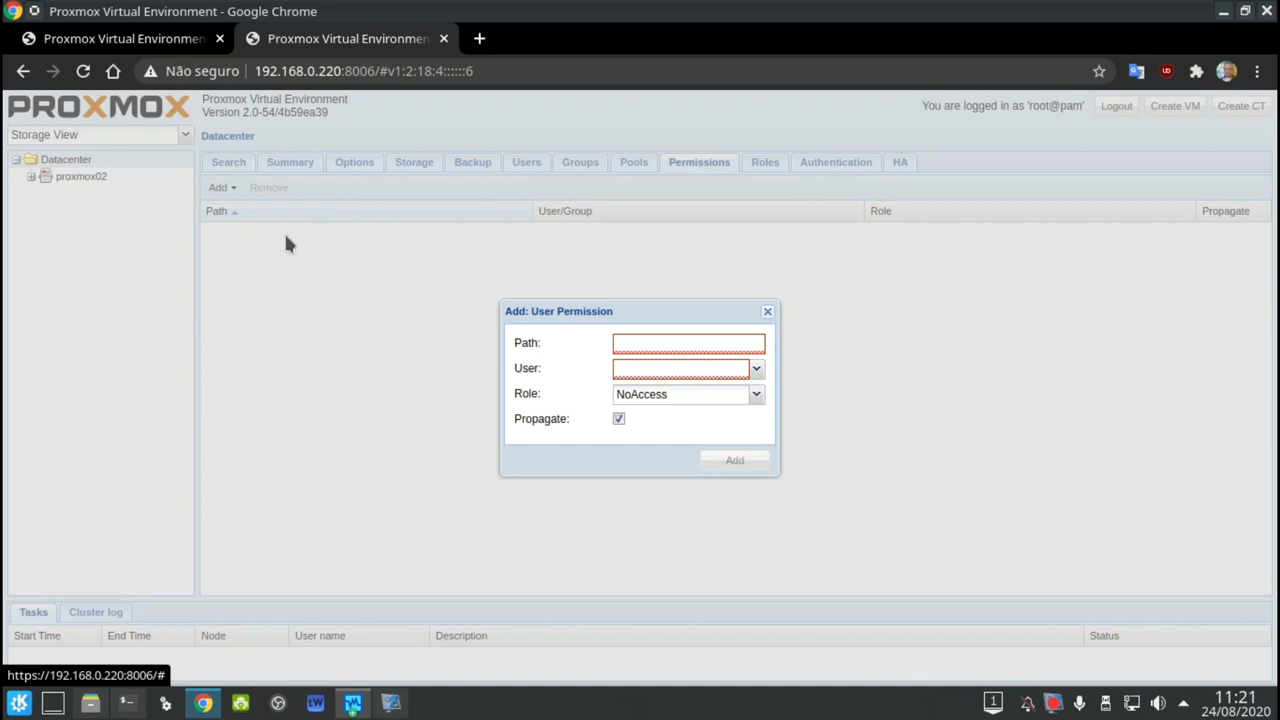 Proxmox Virtual Environment - Google Chrome
Proxmox Virtual Environmen
Proxmox Virtual Environmen
Não seguro
192.168.0.220:8006/#v1:2:18:4::::::6
PROXMOX
Proxmox Virtual Environment
Version 2.0-54/4b59ea39
You are logged in as 'root@pam'
Logout
Create VM
Create CT
Storage View
Datacenter
Datacenter
proxmox02
Search
Summary
Options
Storage
Backup
Users
Groups
Pools
Permissions
Roles
Authentication
HA
Add
Remove
Path
User/Group
Role
Propagate
Add: User Permission
Path:
User:
Role:
NoAccess
Propagate:
Add
Tasks
Cluster log
Start Time
End Time
Node
User name
Description
Status
https://192.168.0.220:8006/#
1
11:21
24/08/2020